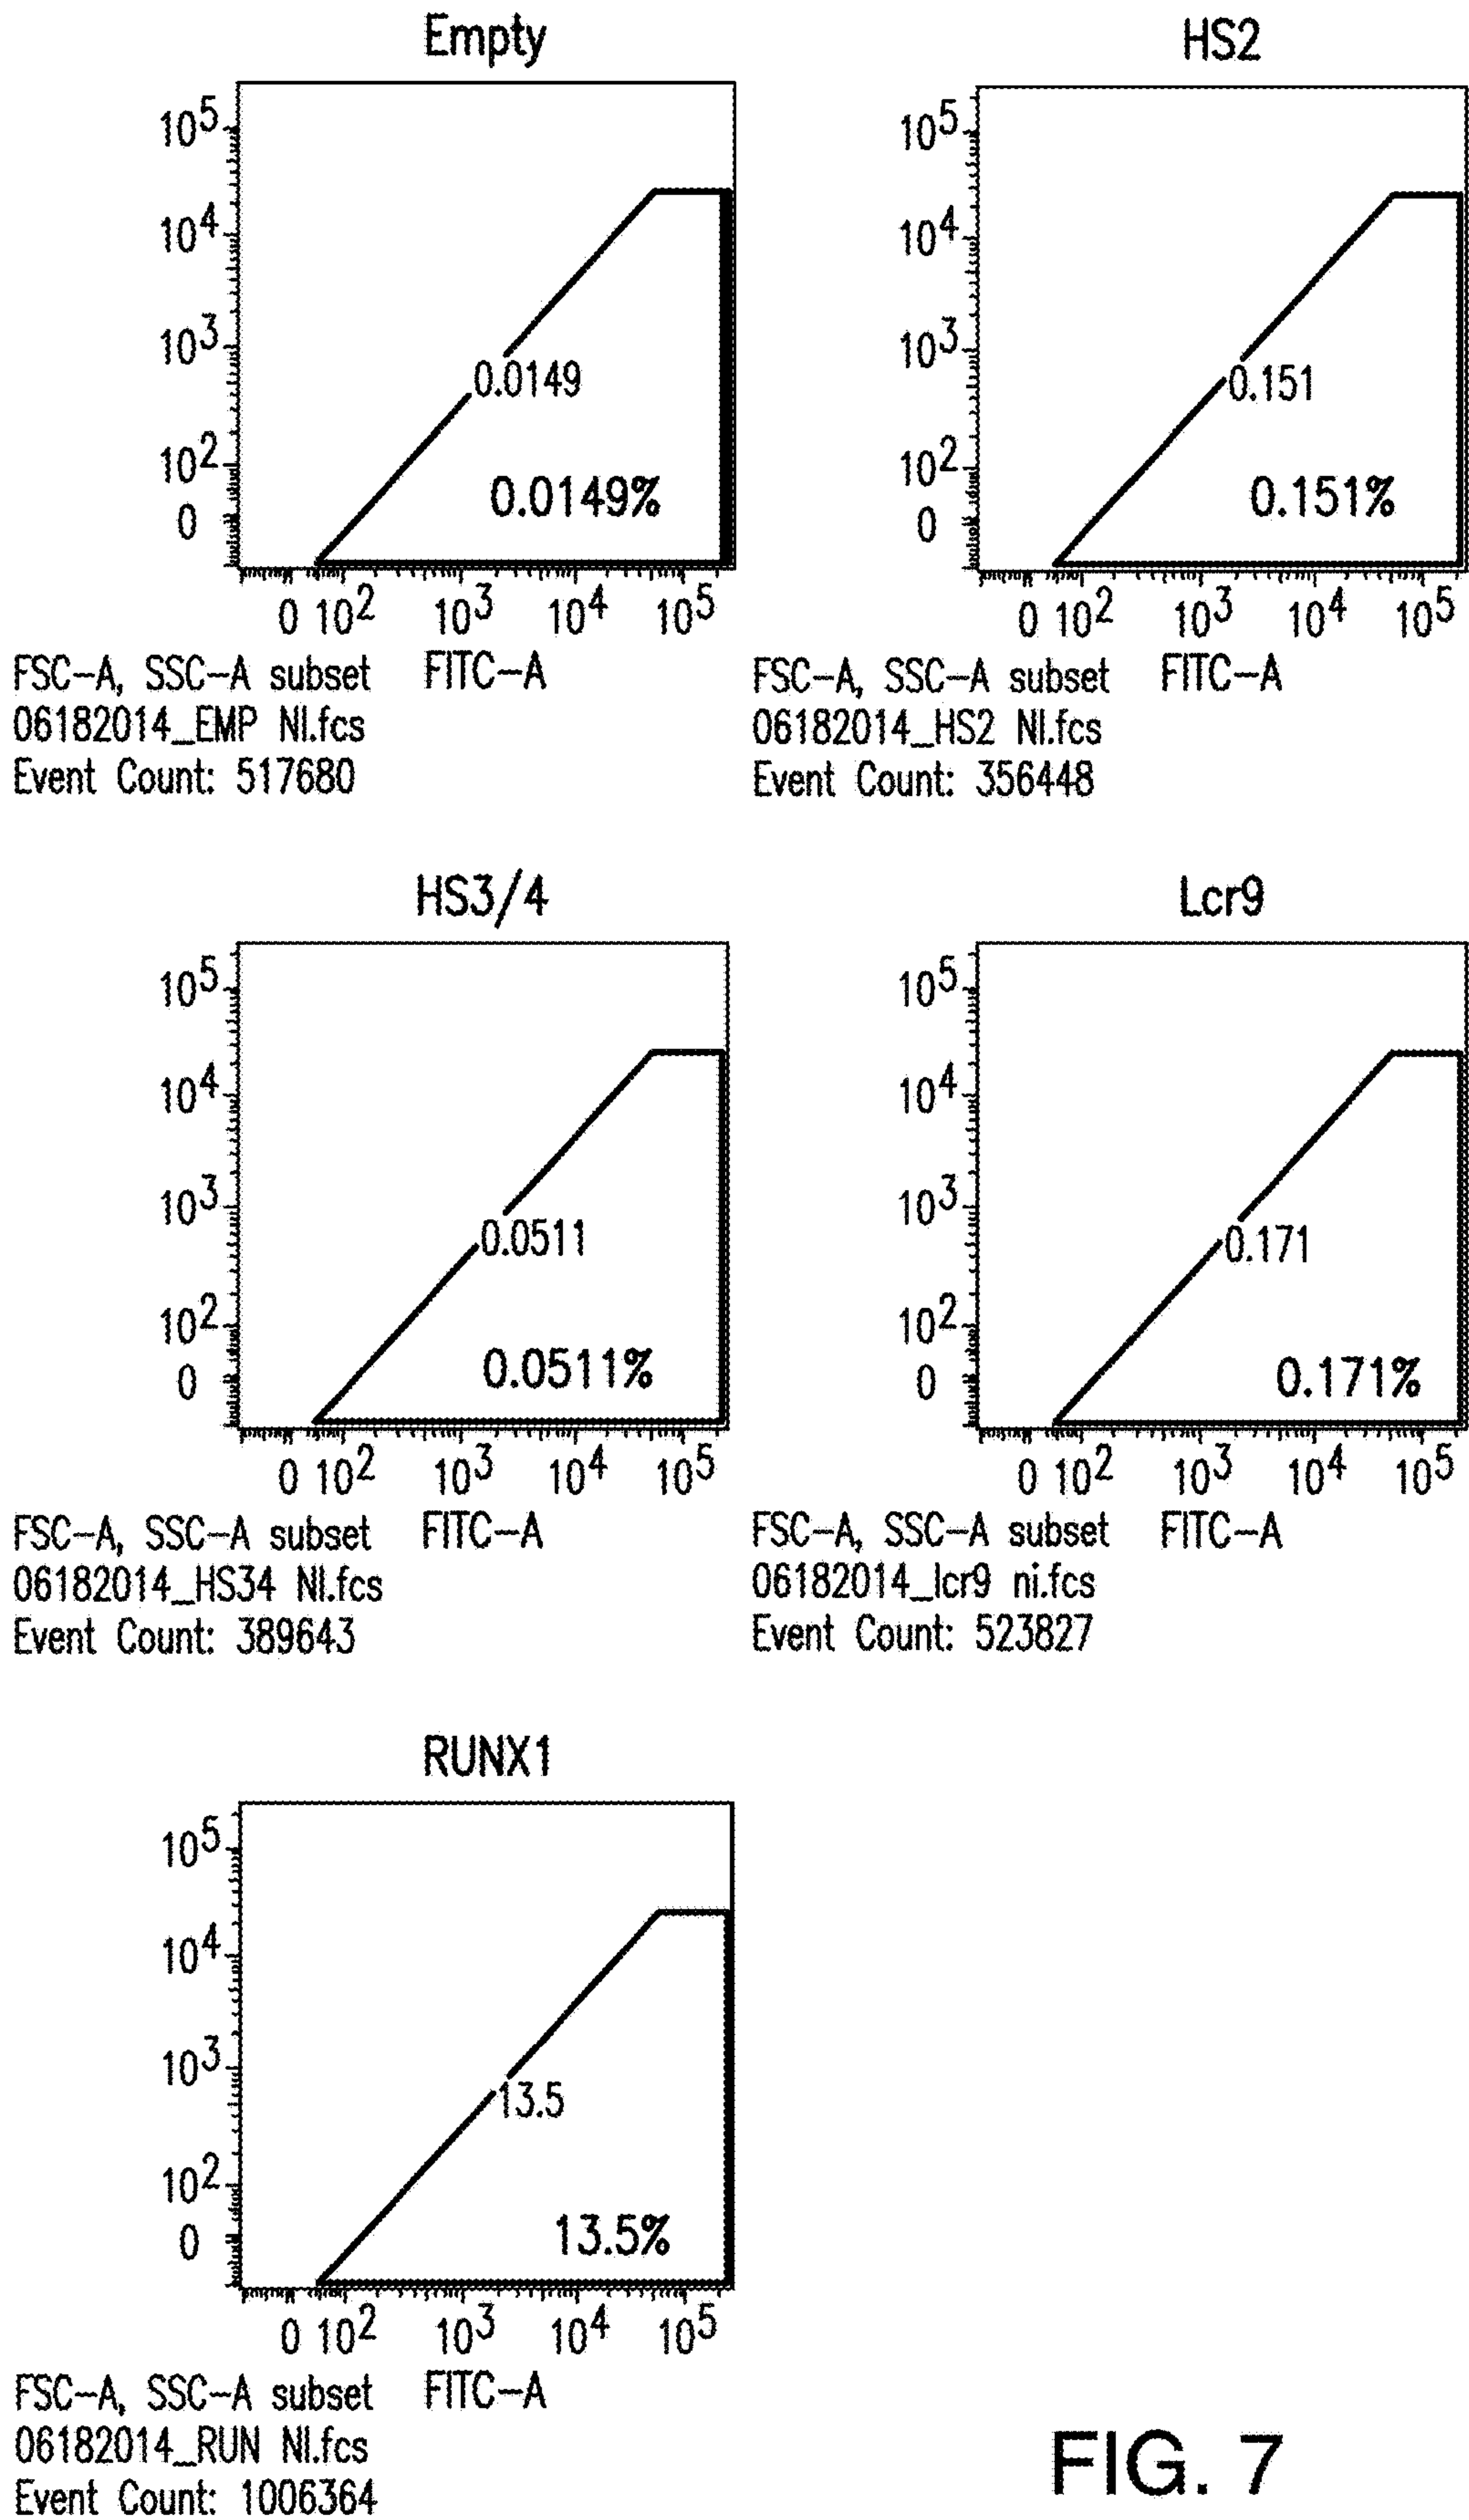 Empty
10^5
10^4
10^3
0.0149
10^2
0.0149%
0
0 10^2 10^3 10^4 10^5
FSC-A, SSC-A subset FITC-A
06182014_EMP NI.fcs
Event Count: 517680
HS2
10^5
10^4
10^3
0.151
10^2
0.151%
0
0 10^2 10^3 10^4 10^5
FSC-A, SSC-A subset FITC-A
06182014_HS2 NI.fcs
Event Count: 356448
HS3/4
10^5
10^4
10^3
0.0511
10^2
0.0511%
0
0 10^2 10^3 10^4 10^5
FSC-A, SSC-A subset FITC-A
06182014_HS34 NI.fcs
Event Count: 389643
Lcr9
10^5
10^4
10^3
0.171
10^2
0.171%
0
0 10^2 10^3 10^4 10^5
FSC-A, SSC-A subset FITC-A
06182014_lcr9 ni.fcs
Event Count: 523827
RUNX1
10^5
10^4
10^3
13.5
10^2
13.5%
0
0 10^2 10^3 10^4 10^5
FSC-A, SSC-A subset FITC-A
06182014_RUN NI.fcs
Event Count: 1006364
FIG. 7